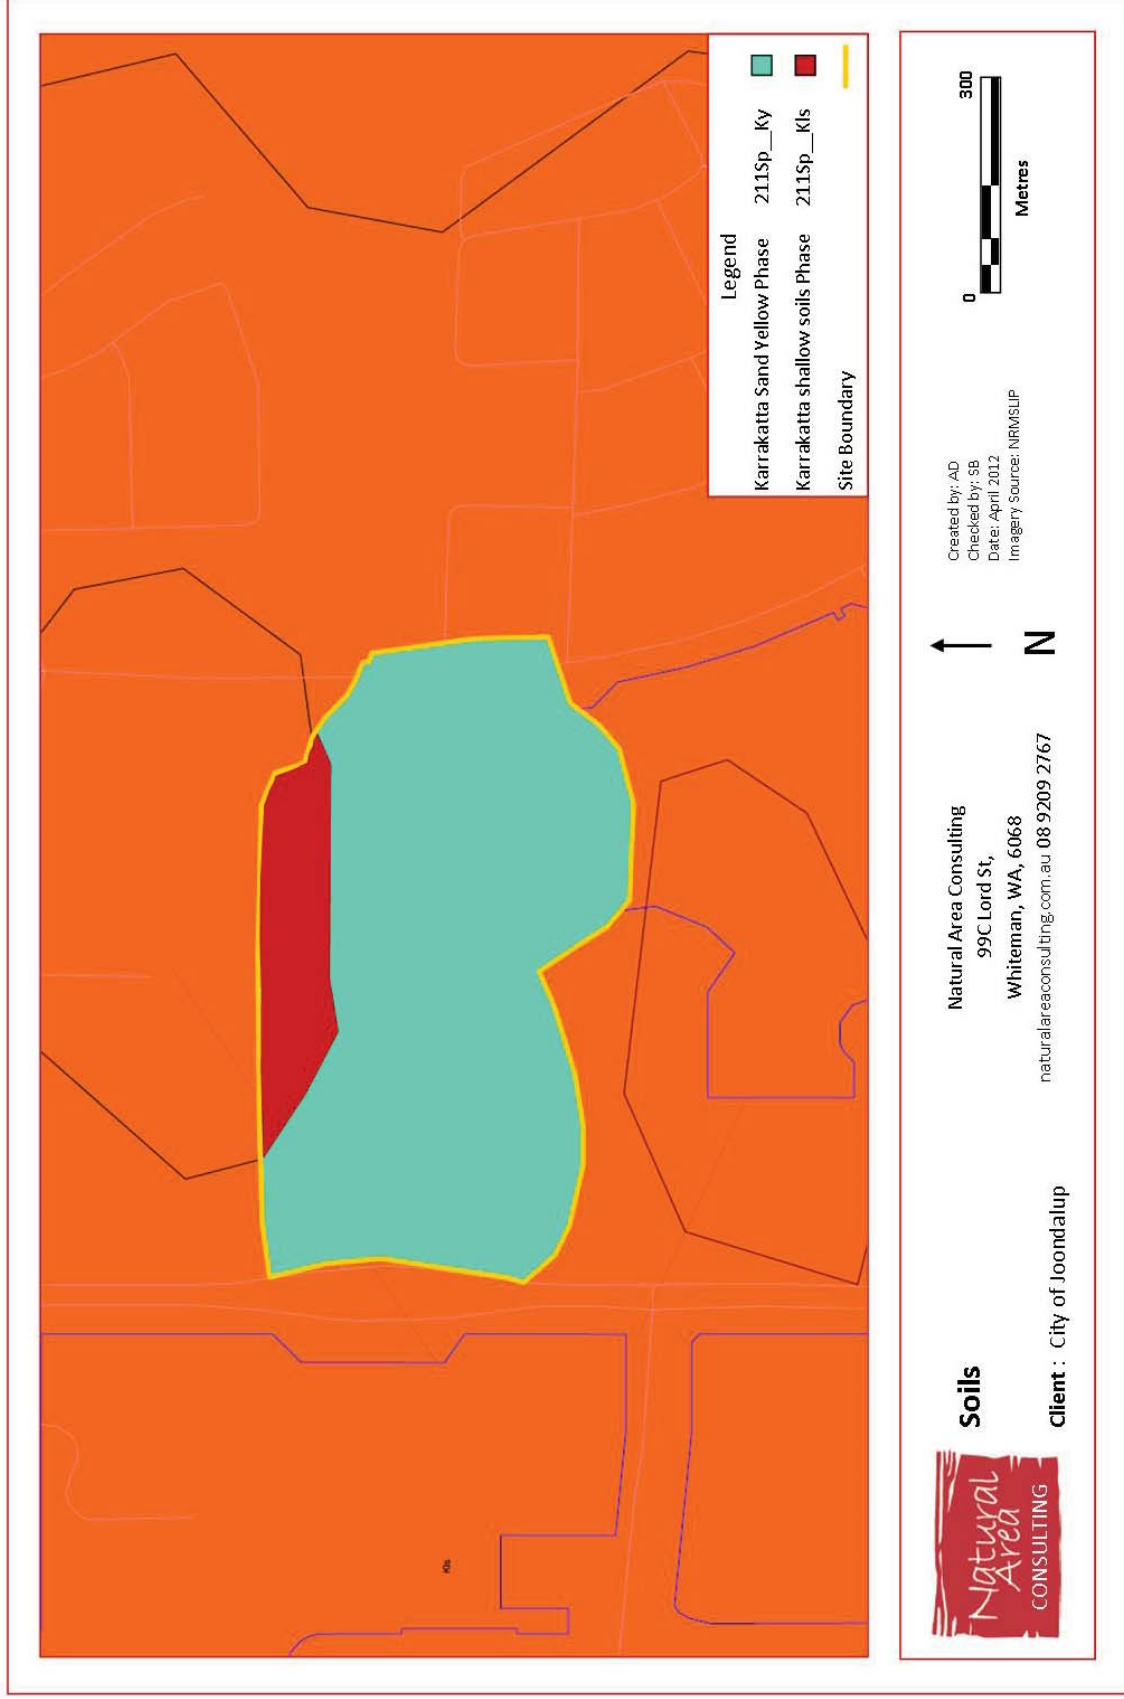 Kls
Legend
Karrakatta Sand Yellow Phase 211Sp__Ky
Karrakatta shallow soils Phase 211Sp__Kls
Site Boundary
Natural
Area
CONSULTING
Soils
Client : City of Joondalup
Natural Area Consulting
99C Lord St,
Whiteman, WA, 6068
naturalareaconsulting.com.au 08 9209 2767
N
Created by: AD
Checked by: SB
Date: April 2012
Imagery Source: NRMSLIP
0 300
Metres